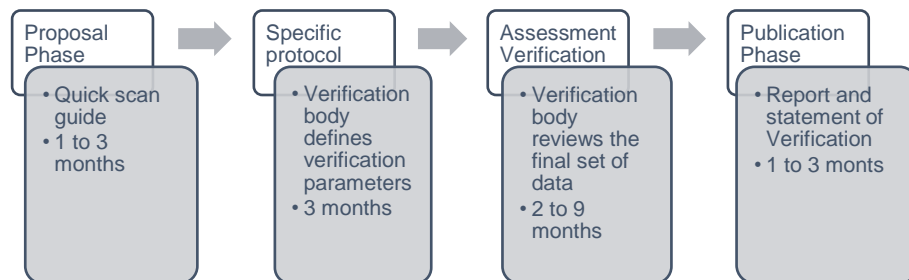 Proposal
Phase
• Quick scan
guide
• 1 to 3
months
Specific
protocol
• Verification
body
defines
verification
parameters
• 3 months
Assessment
Verification
• Verification
body
reviews the
final set of
data
• 2 to 9
months
Publication
Phase
• Report and
statement of
Verification
• 1 to 3 monts